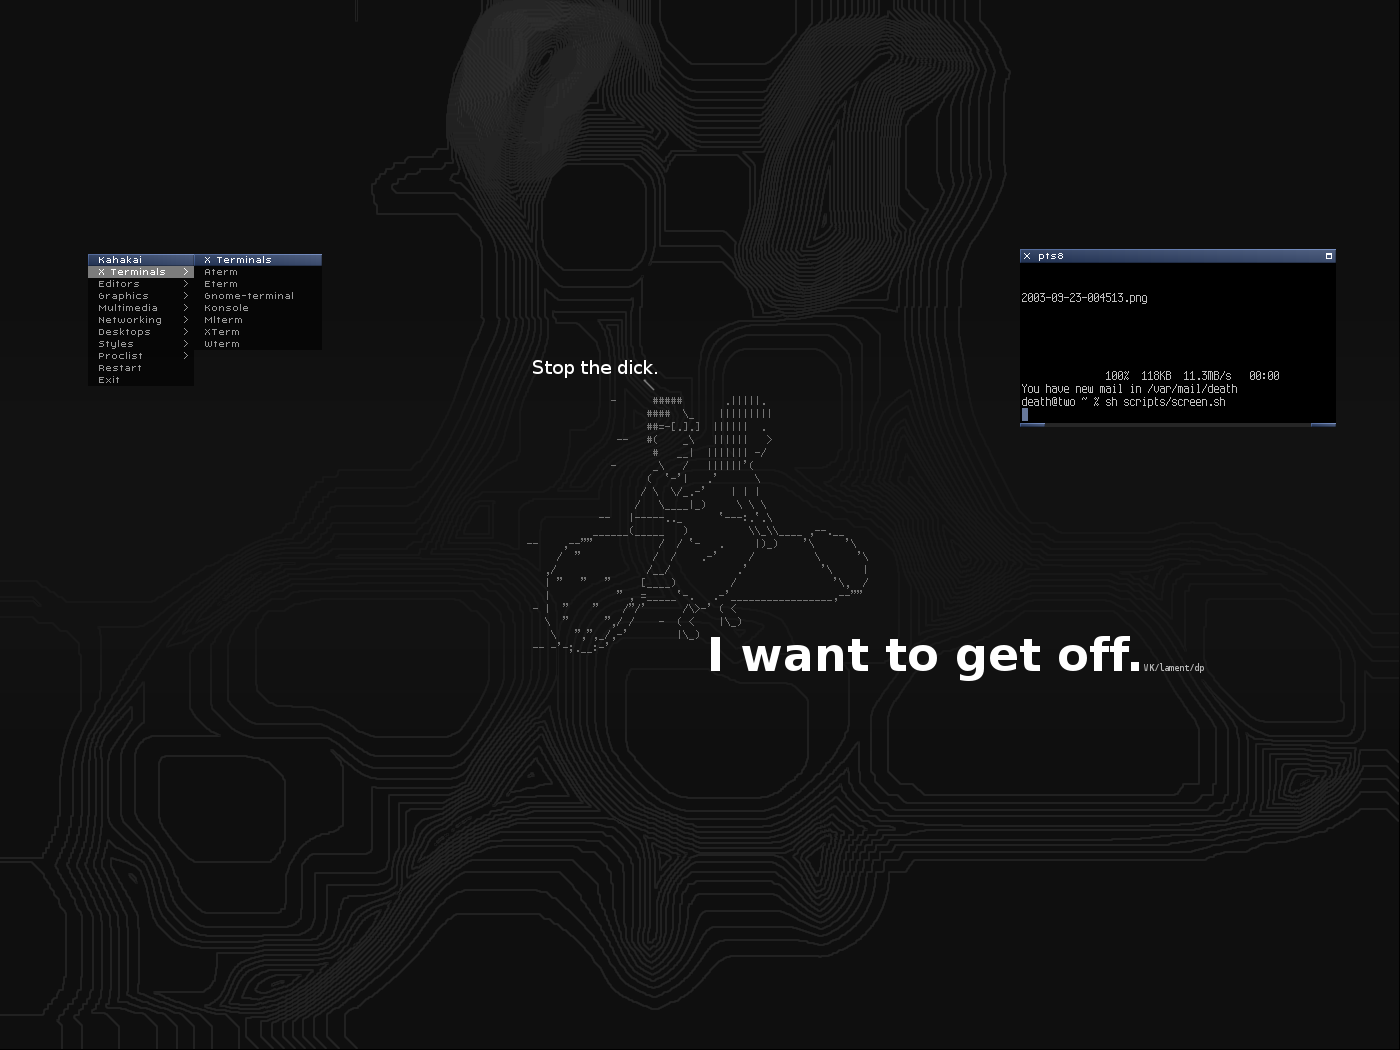 Kahakai
X Terminals >
Editors >
Graphics >
Multimedia >
Networking >
Desktops >
Styles >
Proclist >
Restart
Exit
X Terminals
Aterm
Eterm
Gnome-terminal
Konsole
Mlterm
XTerm
Wterm
X pts8
2003-09-23-004513.png
100% 118KB 11.3MB/s 00:00
You have new mail in /var/mail/death
death@two ~ % sh scripts/screen.sh
Stop the dick.
I want to get off.
VK/lament/dp